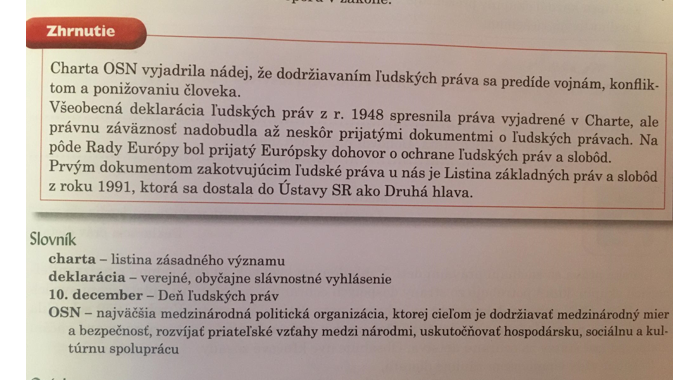 zákone.
Zhrnutie
Charta OSN vyjadrila nádej, že dodržiavaním ľudských práva sa predíde vojnám, konflik-
tom a ponižovaniu človeka.
Všeobecná deklarácia ľudských práv z r. 1948 spresnila práva vyjadrené v Charte, ale
právnu záväznosť nadobudla až neskôr prijatými dokumentmi o ľudských právach. Na
pôde Rady Európy bol prijatý Európsky dohovor o ochrane ľudských práv a slobôd.
Prvým dokumentom zakotvujúcim ľudské práva u nás je Listina základných práv a slobôd
z roku 1991, ktorá sa dostala do Ústavy SR ako Druhá hlava.
Slovník
charta – listina zásadného významu
deklarácia – verejné, obyčajne slávnostné vyhlásenie
10. december – Deň ľudských práv
OSN – najväčšia medzinárodná politická organizácia, ktorej cieľom je dodržiavať medzinárodný mier
a bezpečnosť, rozvíjať priateľské vzťahy medzi národmi, uskutočňovať hospodársku, sociálnu a kul-
túrnu spoluprácu